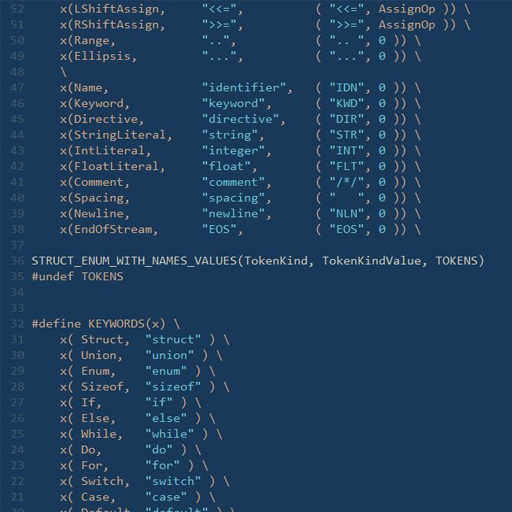 52 x(LShiftAssign, "<<=", ( "<<=", AssignOp )) \
51 x(RShiftAssign, ">>=", ( ">>=", AssignOp )) \
50 x(Range, "..", ( ".. ", 0 )) \
49 x(Ellipsis, "...", ( "...", 0 )) \
48 \
47 x(Name, "identifier", ( "IDN", 0 )) \
46 x(Keyword, "keyword", ( "KWD", 0 )) \
45 x(Directive, "directive", ( "DIR", 0 )) \
44 x(StringLiteral, "string", ( "STR", 0 )) \
43 x(IntLiteral, "integer", ( "INT", 0 )) \
42 x(FloatLiteral, "float", ( "FLT", 0 )) \
41 x(Comment, "comment", ( "/*/", 0 )) \
40 x(Spacing, "spacing", ( "   ", 0 )) \
39 x(Newline, "newline", ( "NLN", 0 )) \
38 x(EndOfStream, "EOS", ( "EOS", 0 )) \
37
36 STRUCT_ENUM_WITH_NAMES_VALUES(TokenKind, TokenKindValue, TOKENS)
35 #undef TOKENS
34
33
32 #define KEYWORDS(x) \
31 x( Struct, "struct" ) \
30 x( Union, "union" ) \
29 x( Enum, "enum" ) \
28 x( Sizeof, "sizeof" ) \
27 x( If, "if" ) \
26 x( Else, "else" ) \
25 x( While, "while" ) \
24 x( Do, "do" ) \
23 x( For, "for" ) \
22 x( Switch, "switch" ) \
21 x( Case, "case" ) \
20 x( Default, "default" ) \